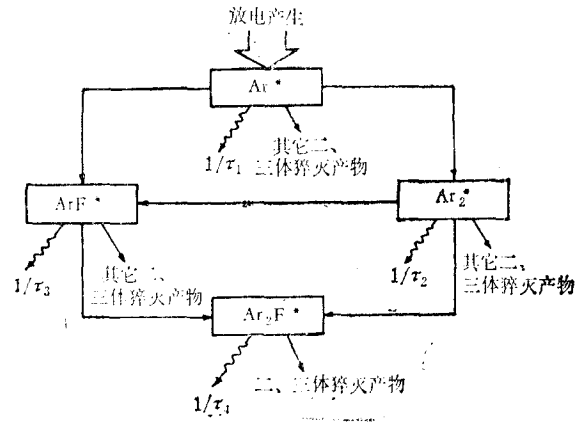 放电产生
Ar*
其它二、
1/τ₁ 三体猝灭产物
ArF*
Ar₂*
其它二、
三体猝灭产物
1/τ₃
1/τ₂
其它二、
三体猝灭产物
Ar₂F*
二、三体猝灭产物
1/τ₄